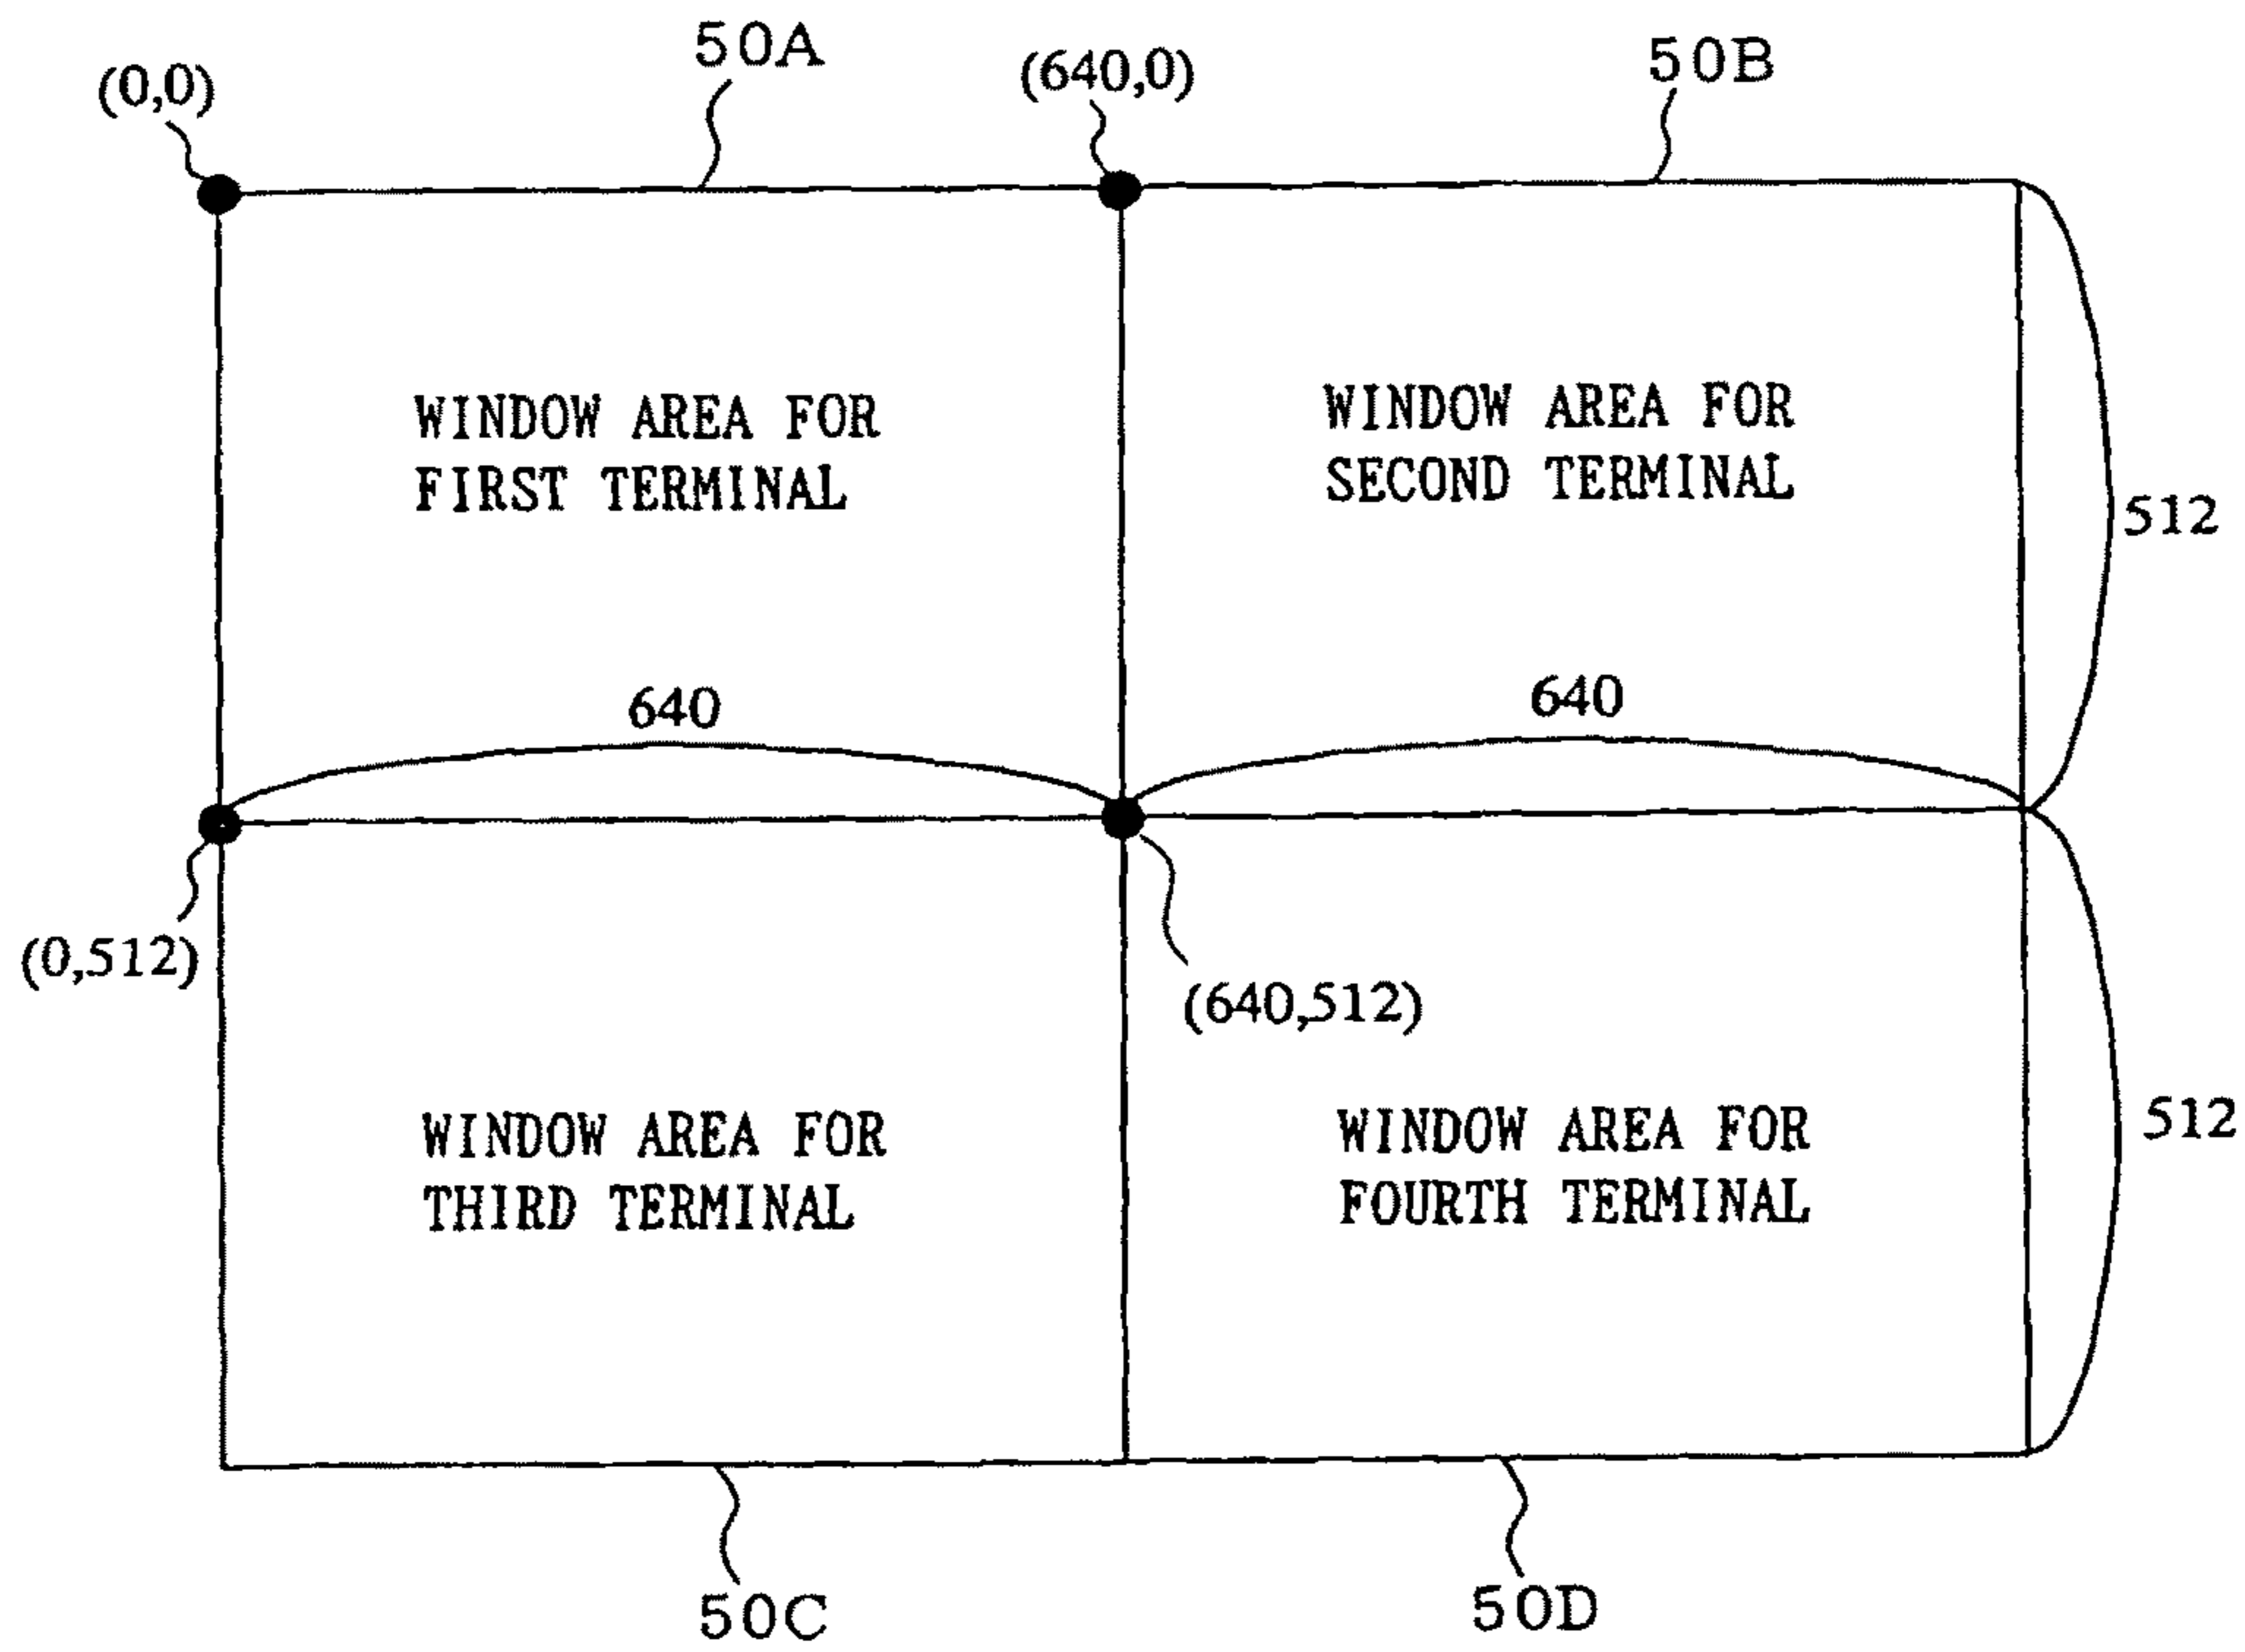 50A
50B
(0,0)
(640,0)
WINDOW AREA FOR
FIRST TERMINAL
WINDOW AREA FOR
SECOND TERMINAL
512
640
640
(0,512)
(640,512)
WINDOW AREA FOR
THIRD TERMINAL
WINDOW AREA FOR
FOURTH TERMINAL
512
50C
50D